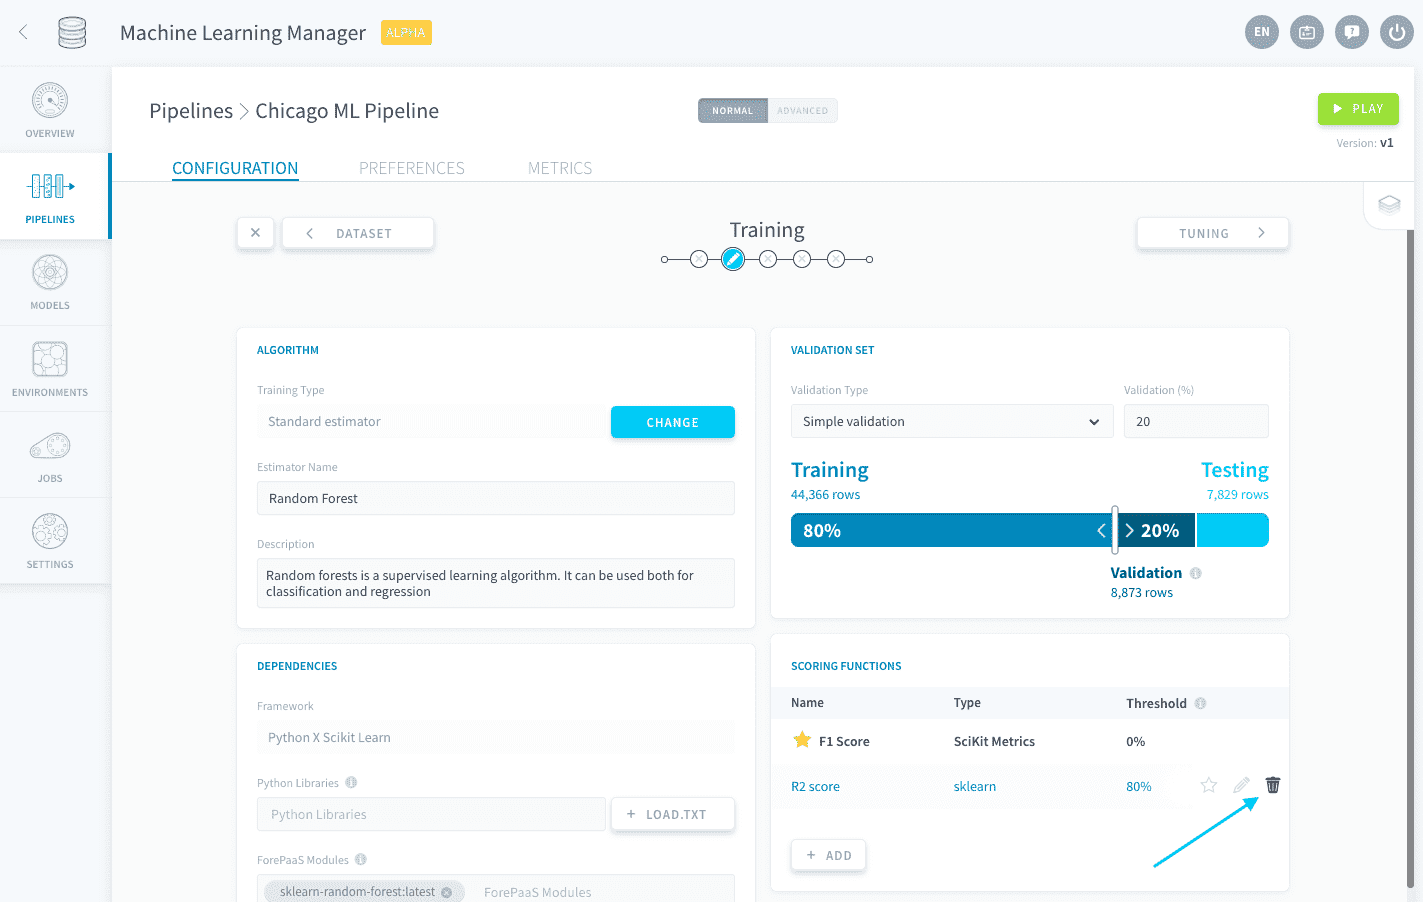 Machine Learning Manager
ALPHA
EN
OVERVIEW
PIPELINES
MODELS
ENVIRONMENTS
JOBS
SETTINGS
Pipelines > Chicago ML Pipeline
NORMAL
ADVANCED
PLAY
Version: v1
CONFIGURATION
PREFERENCES
METRICS
DATASET
Training
TUNING
ALGORITHM
Training Type
Standard estimator
CHANGE
Estimator Name
Random Forest
Description
Random forests is a supervised learning algorithm. It can be used both for
classification and regression
DEPENDENCIES
Framework
Python X Scikit Learn
Python Libraries
Python Libraries
+ LOAD.TXT
ForePaaS Modules
sklearn-random-forest:latest
ForePaaS Modules
VALIDATION SET
Validation Type
Validation (%)
Simple validation
20
Training
Testing
44,366 rows
7,829 rows
80%
20%
Validation
8,873 rows
SCORING FUNCTIONS
Name Type Threshold
F1 Score SciKit Metrics 0%
R2 score sklearn 80%
+ ADD